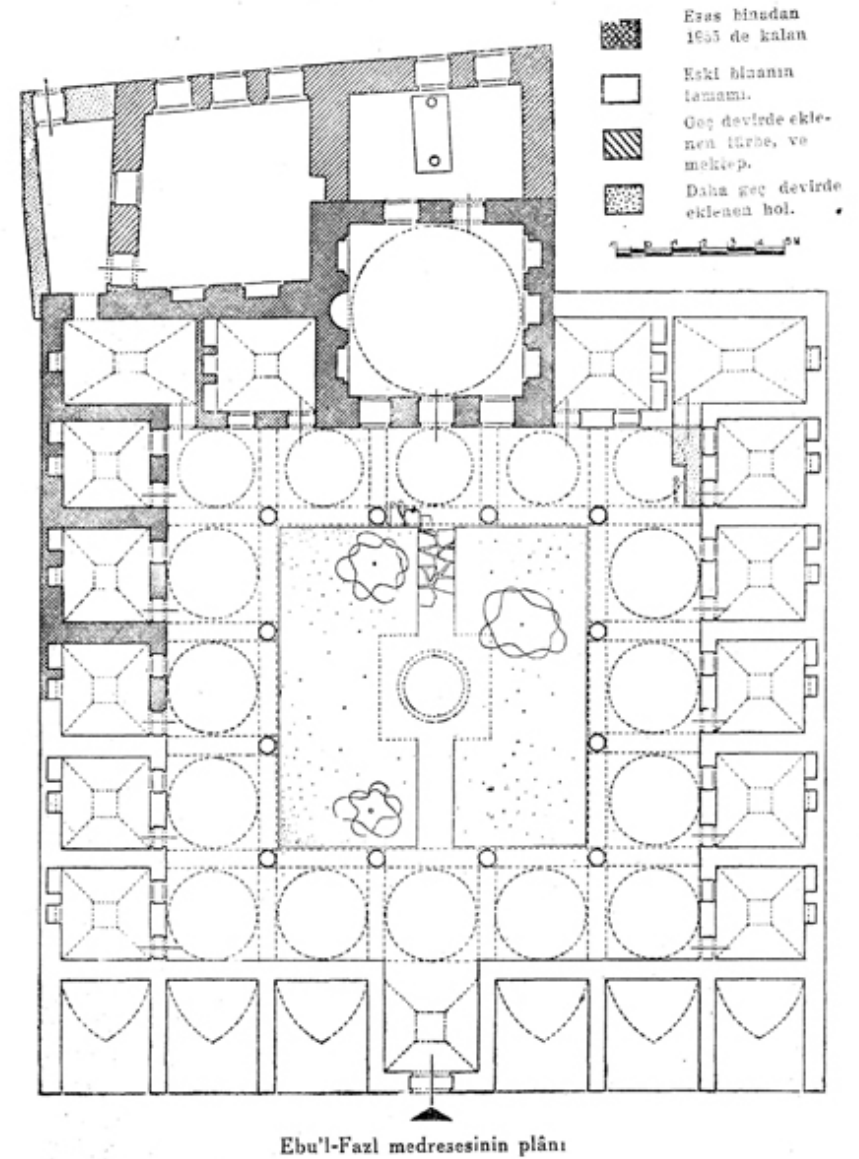 Esas binadan
de kalan
Eski binanın
tamamı.
Geç devirde ekle-
nen türbe, ve
mektep.
Daha geç devirde
eklenen hol.
Ebu'l-Fazl medresesinin plânı